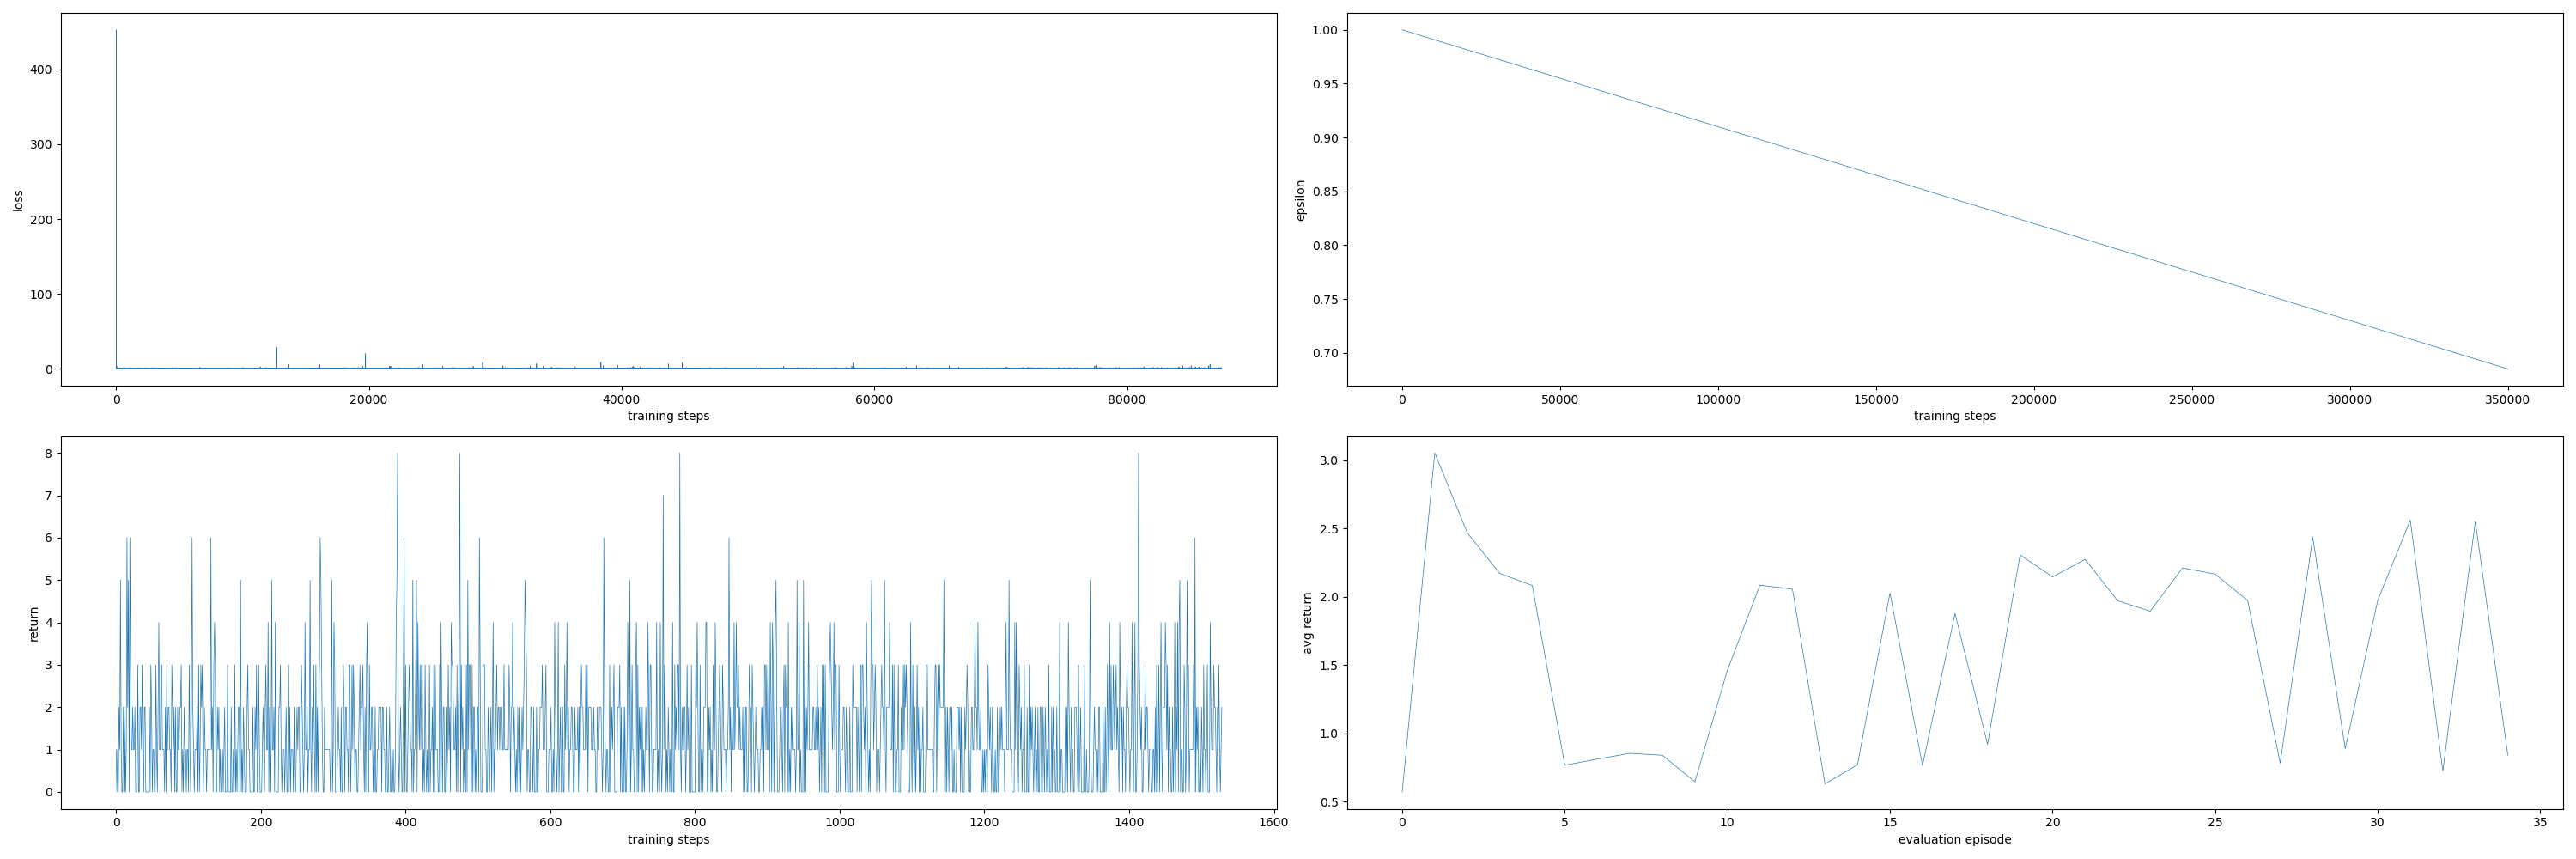 400
300
200
100
0
loss
0 20000 40000 60000 80000
training steps
1.00
0.95
0.90
0.85
0.80
0.75
0.70
epsilon
0 50000 100000 150000 200000 250000 300000 350000
training steps
8
7
6
5
4
3
2
1
0
return
0 200 400 600 800 1000 1200 1400 1600
training steps
3.0
2.5
2.0
1.5
1.0
0.5
avg return
0 5 10 15 20 25 30 35
evaluation episode